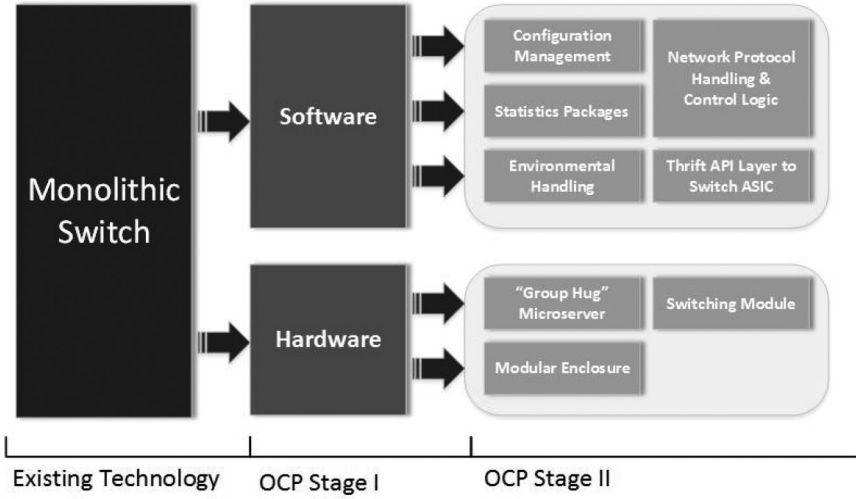 Monolithic
Switch
Software
Configuration
Management
Statistics Packages
Environmental
Handling
Network Protocol
Handling &
Control Logic
Thrift API Layer to
Switch ASIC
Hardware
“Group Hug”
Microserver
Modular Enclosure
Switching Module
Existing Technology
OCP Stage I
OCP Stage II